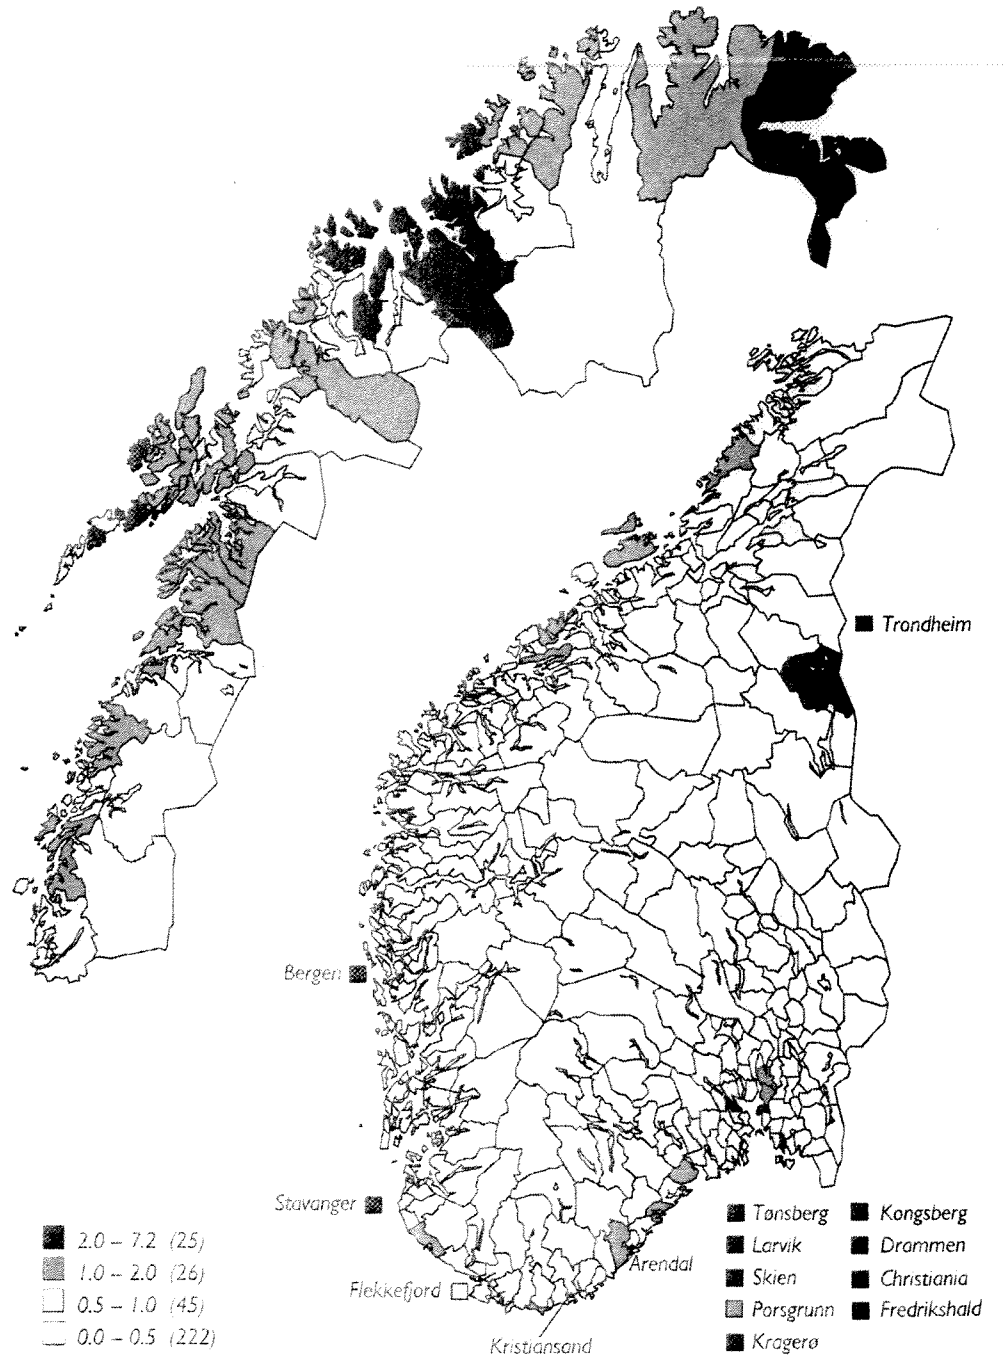 Trondheim
Bergen
Stavanger
Flekkefjord
Kristiansand
Arendal
2.0 – 7.2 (25)
1.0 – 2.0 (26)
0.5 – 1.0 (45)
0.0 – 0.5 (222)
Tønsberg
Larvik
Skien
Porsgrunn
Kragerø
Kongsberg
Drammen
Christiania
Fredrikshald